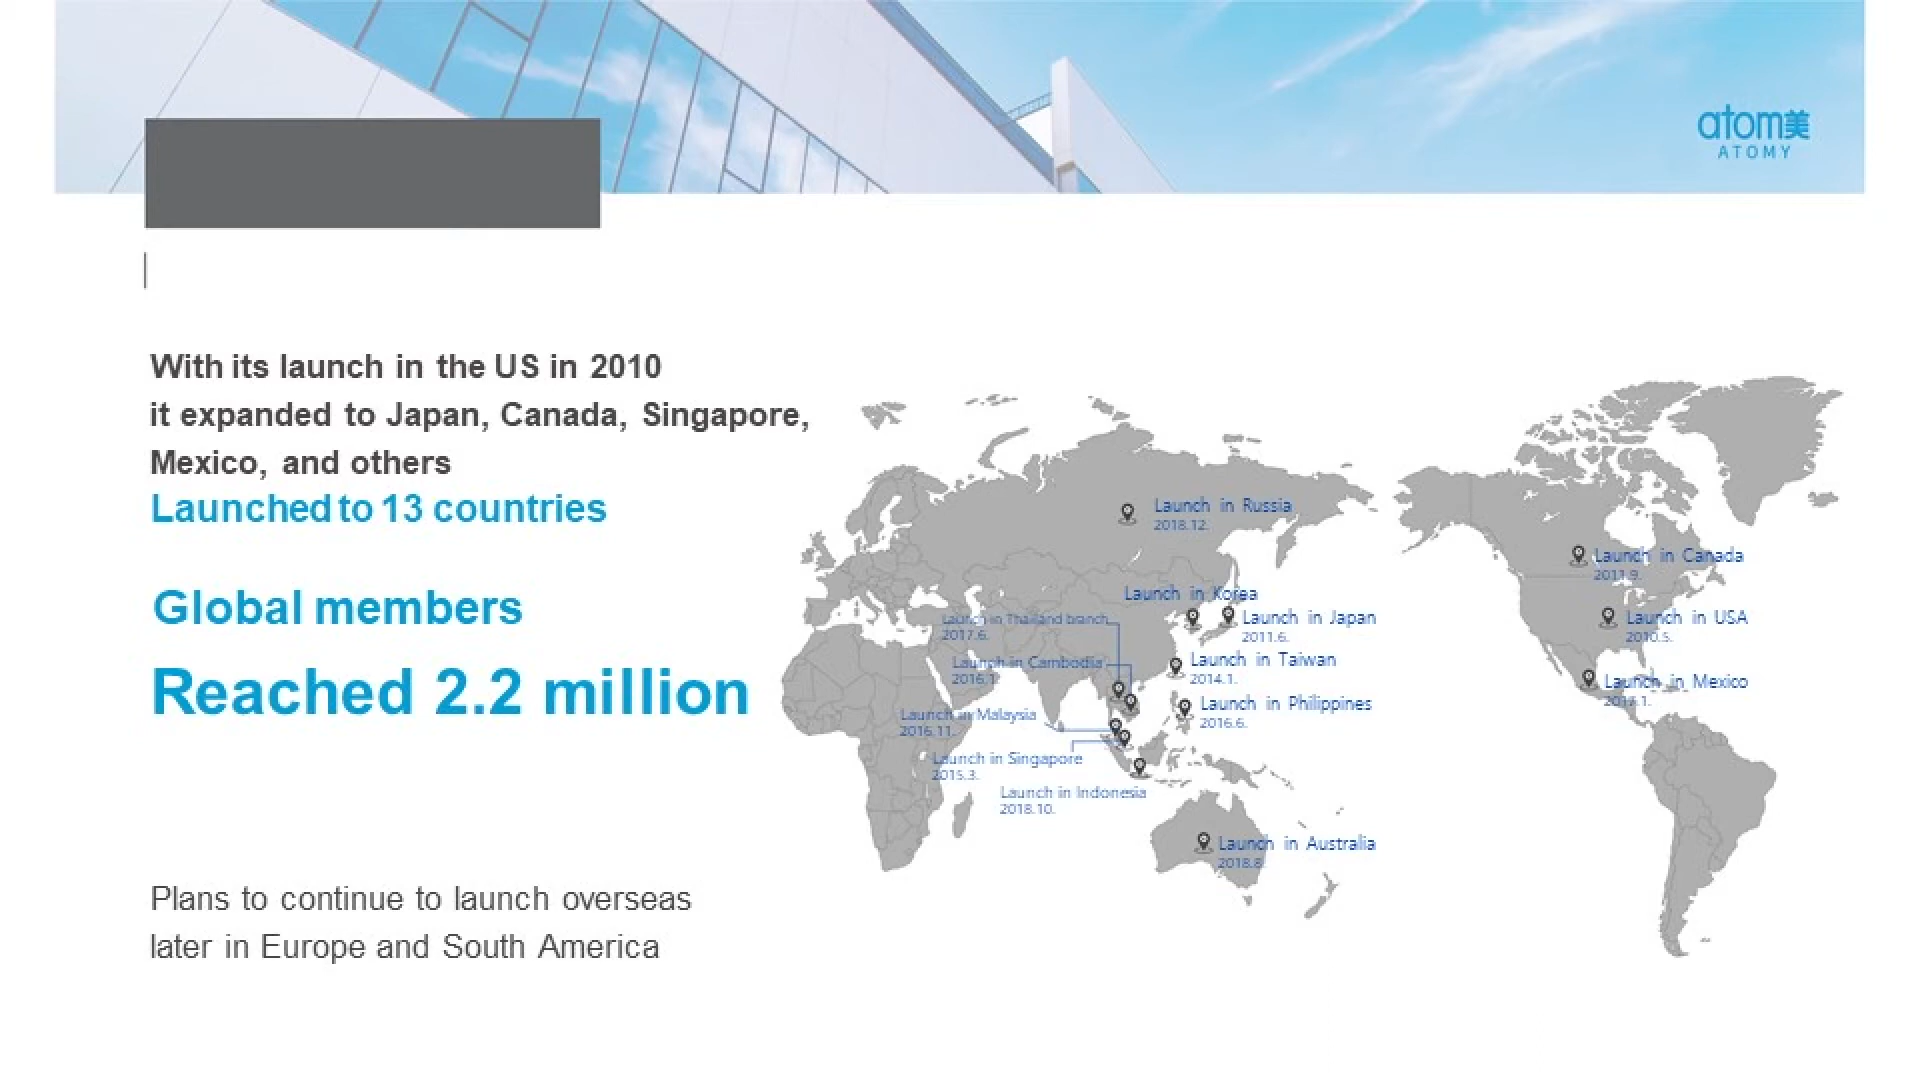 atom美
ATOMY
With its launch in the US in 2010
it expanded to Japan, Canada, Singapore,
Mexico, and others
Launched to 13 countries
Global members
Reached 2.2 million
Plans to continue to launch overseas
later in Europe and South America
Launch in Russia
2018.12.
Launch in Korea
Launch in Japan
2011.6.
Launch in Thailand branch
2017.6.
Launch in Taiwan
2014.1.
Launch in Cambodia
2016.1.
Launch in Philippines
2016.6.
Launch in Malaysia
2016.11.
Launch in Singapore
2015.3.
Launch in Indonesia
2018.10.
Launch in Australia
2018.8.
Launch in Canada
2011.9.
Launch in USA
2010.5.
Launch in Mexico
2017.1.